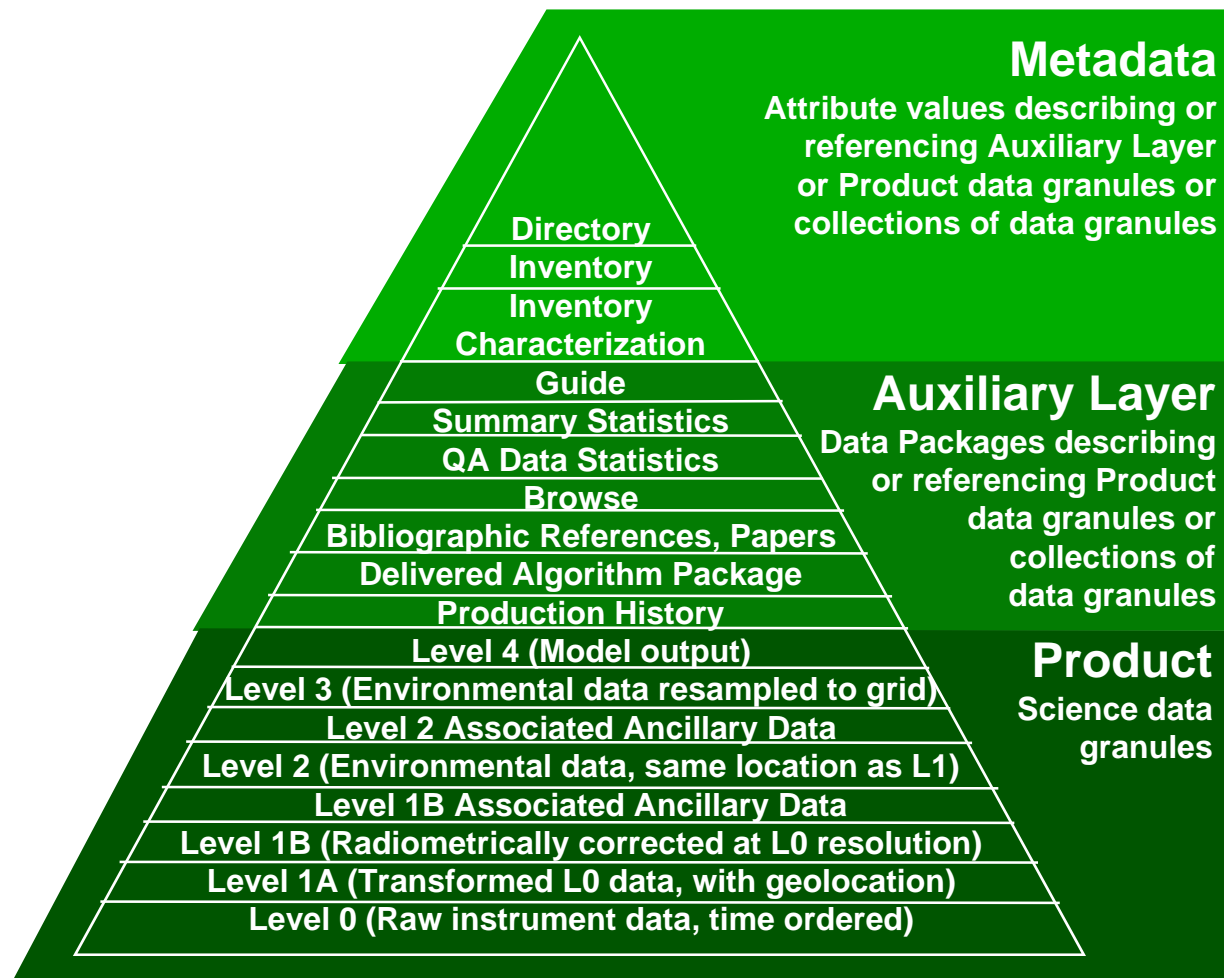 Metadata
Attribute values describing or
referencing Auxiliary Layer
or Product data granules or
collections of data granules
Directory
Inventory
Inventory
Characterization
Auxiliary Layer
Data Packages describing
or referencing Product
data granules or
collections of
data granules
Guide
Summary Statistics
QA Data Statistics
Browse
Bibliographic References, Papers
Delivered Algorithm Package
Production History
Product
Science data
granules
Level 4 (Model output)
Level 3 (Environmental data resampled to grid)
Level 2 Associated Ancillary Data
Level 2 (Environmental data, same location as L1)
Level 1B Associated Ancillary Data
Level 1B (Radiometrically corrected at L0 resolution)
Level 1A (Transformed L0 data, with geolocation)
Level 0 (Raw instrument data, time ordered)